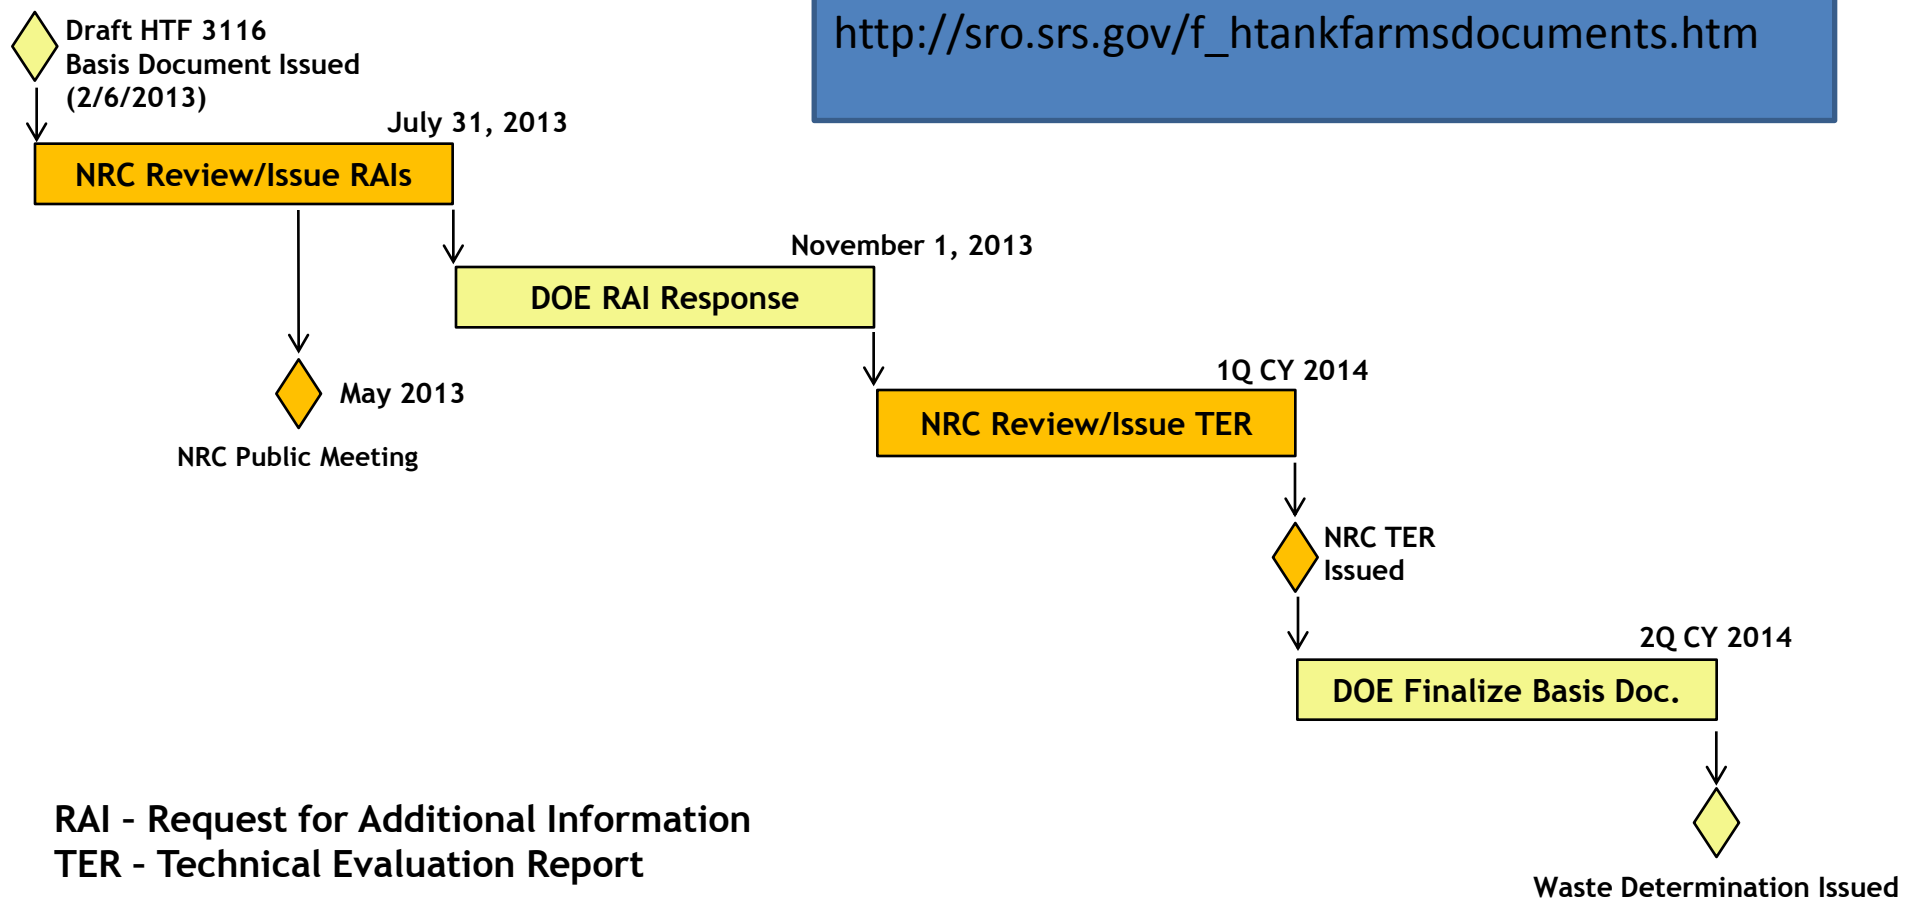 http://sro.srs.gov/f_htankfarmsdocuments.htm
Draft HTF 3116
Basis Document Issued
(2/6/2013)
July 31, 2013
NRC Review/Issue RAIs
November 1, 2013
DOE RAI Response
May 2013
NRC Public Meeting
1Q CY 2014
NRC Review/Issue TER
NRC TER
Issued
2Q CY 2014
DOE Finalize Basis Doc.
Waste Determination Issued
RAI – Request for Additional Information
TER – Technical Evaluation Report